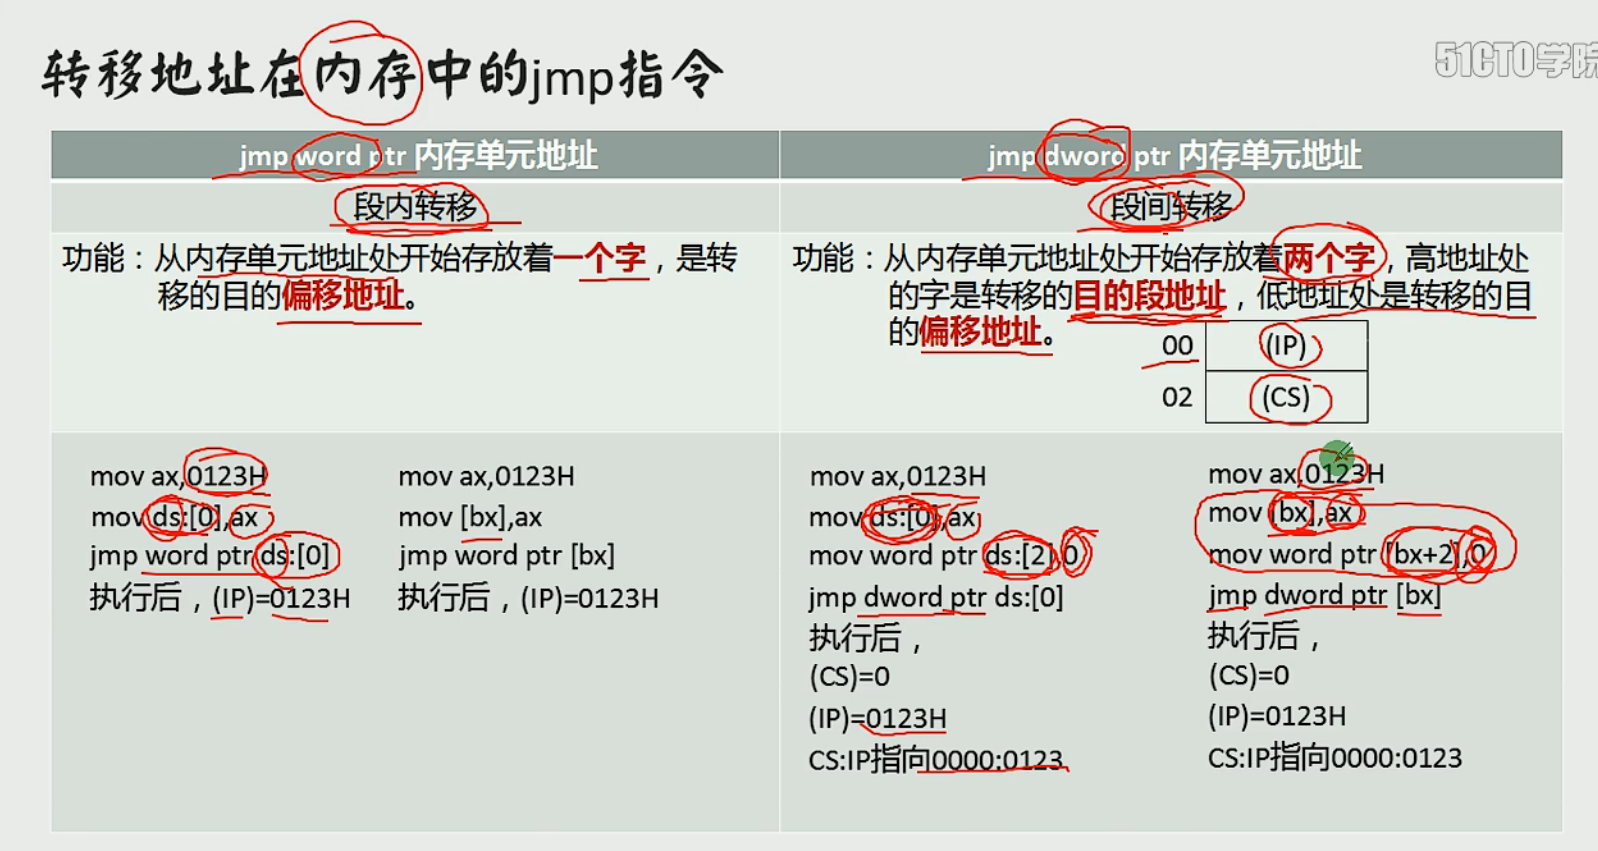 转移地址在内存中的jmp指令
51CTO学院
jmp word ptr 内存单元地址
段内转移
功能：从内存单元地址处开始存放着一个字，是转
移的目的偏移地址。
mov ax,0123H
mov ds:[0],ax
jmp word ptr ds:[0]
执行后，(IP)=0123H
mov ax,0123H
mov [bx],ax
jmp word ptr [bx]
执行后，(IP)=0123H
jmp dword ptr 内存单元地址
段间转移
功能：从内存单元地址处开始存放着两个字，高地址处
的字是转移的目的段地址，低地址处是转移的目
的偏移地址。
00 (IP)
02 (CS)
mov ax,0123H
mov ds:[0],ax
mov word ptr ds:[2],0
jmp dword ptr ds:[0]
执行后，
(CS)=0
(IP)=0123H
CS:IP指向0000:0123
mov ax,0123H
mov [bx],ax
mov word ptr [bx+2],0
jmp dword ptr [bx]
执行后，
(CS)=0
(IP)=0123H
CS:IP指向0000:0123